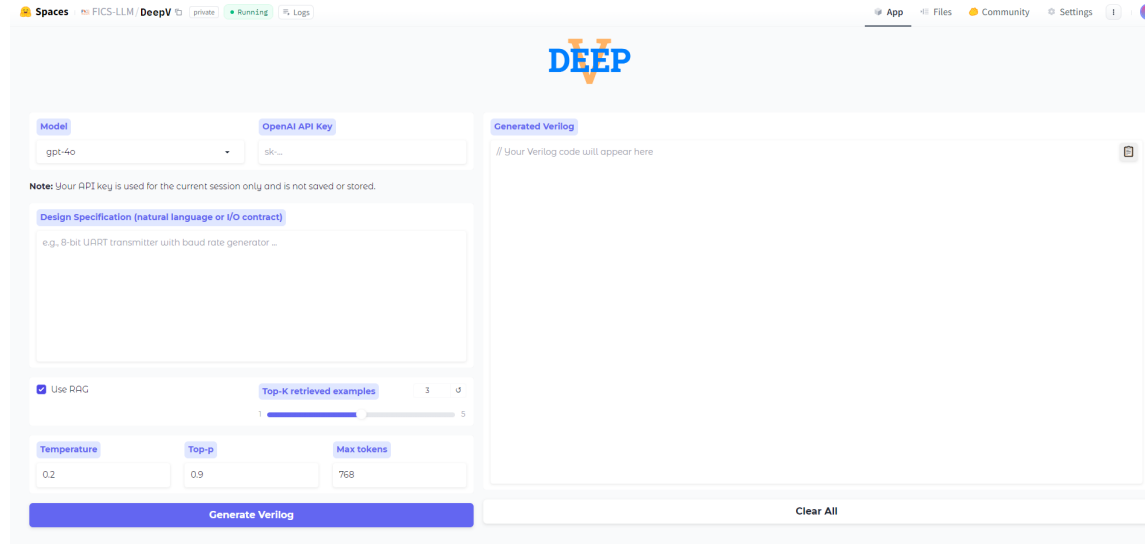 Spaces FICS-LLM/DeepV private Running Logs App Files Community Settings
DEEP
V
Model OpenAI API Key
gpt-4o sk-...
Note: Your API key is used for the current session only and is not saved or stored.
Design Specification (natural language or I/O contract)
e.g., 8-bit UART transmitter with baud rate generator ...
Use RAG Top-K retrieved examples 3
1 5
Temperature Top-p Max tokens
0.2 0.9 768
Generate Verilog
Generated Verilog
// Your Verilog code will appear here
Clear All